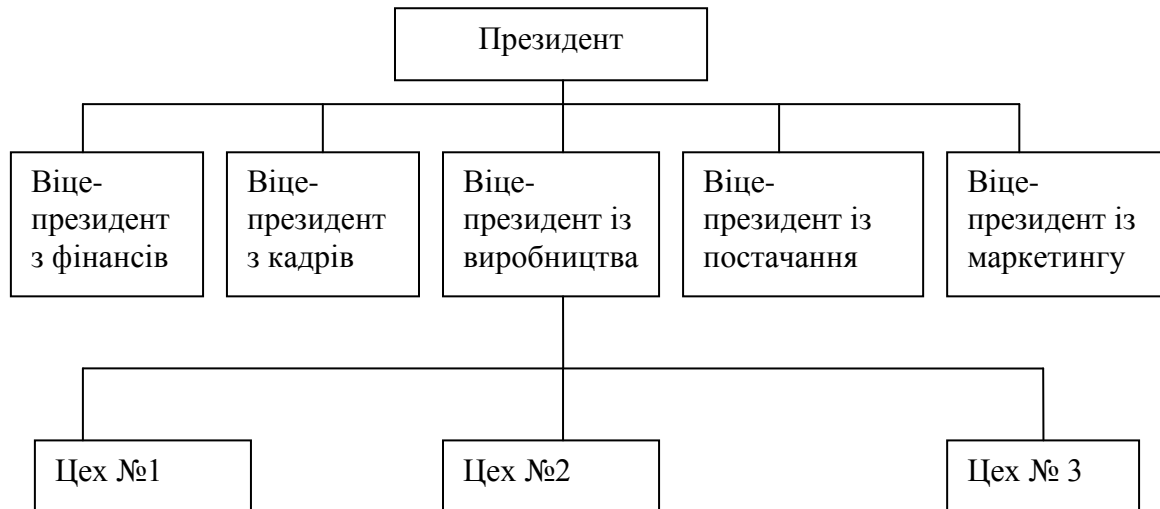 Президент
Віце-
президент
з фінансів
Віце-
президент
з кадрів
Віце-
президент із
виробництва
Віце-
президент із
постачання
Віце-
президент із
маркетингу
Цех №1
Цех №2
Цех № 3